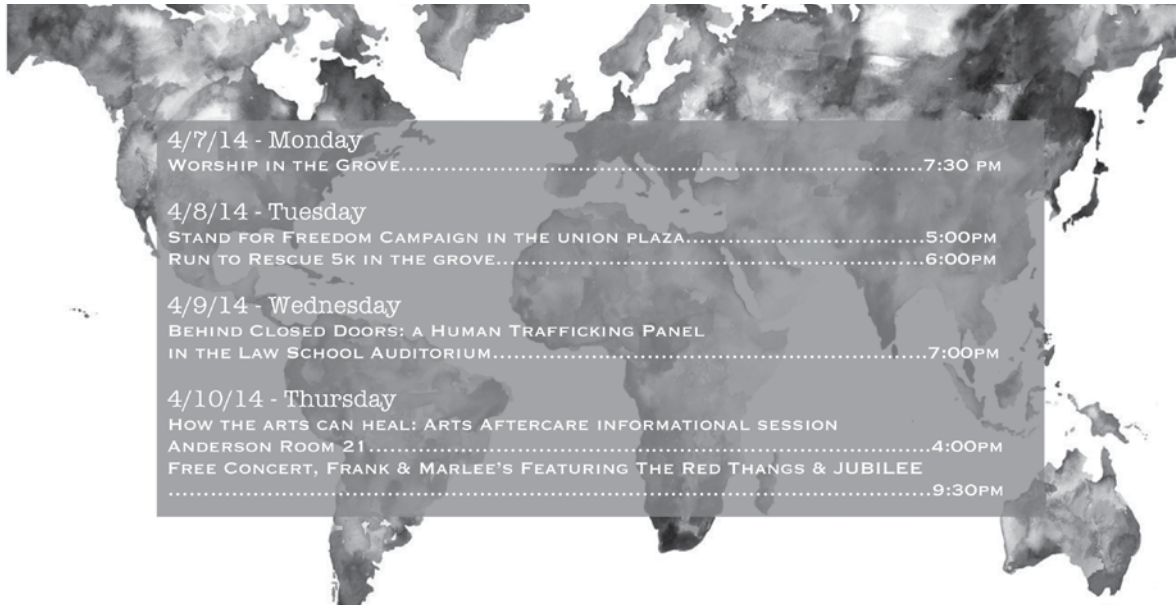 4/7/14 - Monday
Worship in the Grove............................................................7:30 pm
4/8/14 - Tuesday
Stand for Freedom Campaign in the union plaza............................5:00pm
Run to Rescue 5k in the grove..................................................6:00pm
4/9/14 - Wednesday
Behind Closed Doors: a Human Trafficking Panel
in the Law School Auditorium...................................................7:00pm
4/10/14 - Thursday
How the arts can heal: Arts Aftercare informational session
Anderson Room 21.................................................................4:00pm
Free Concert, Frank & Marlee's Featuring The Red Thangs & JUBILEE
........................................................................................9:30pm